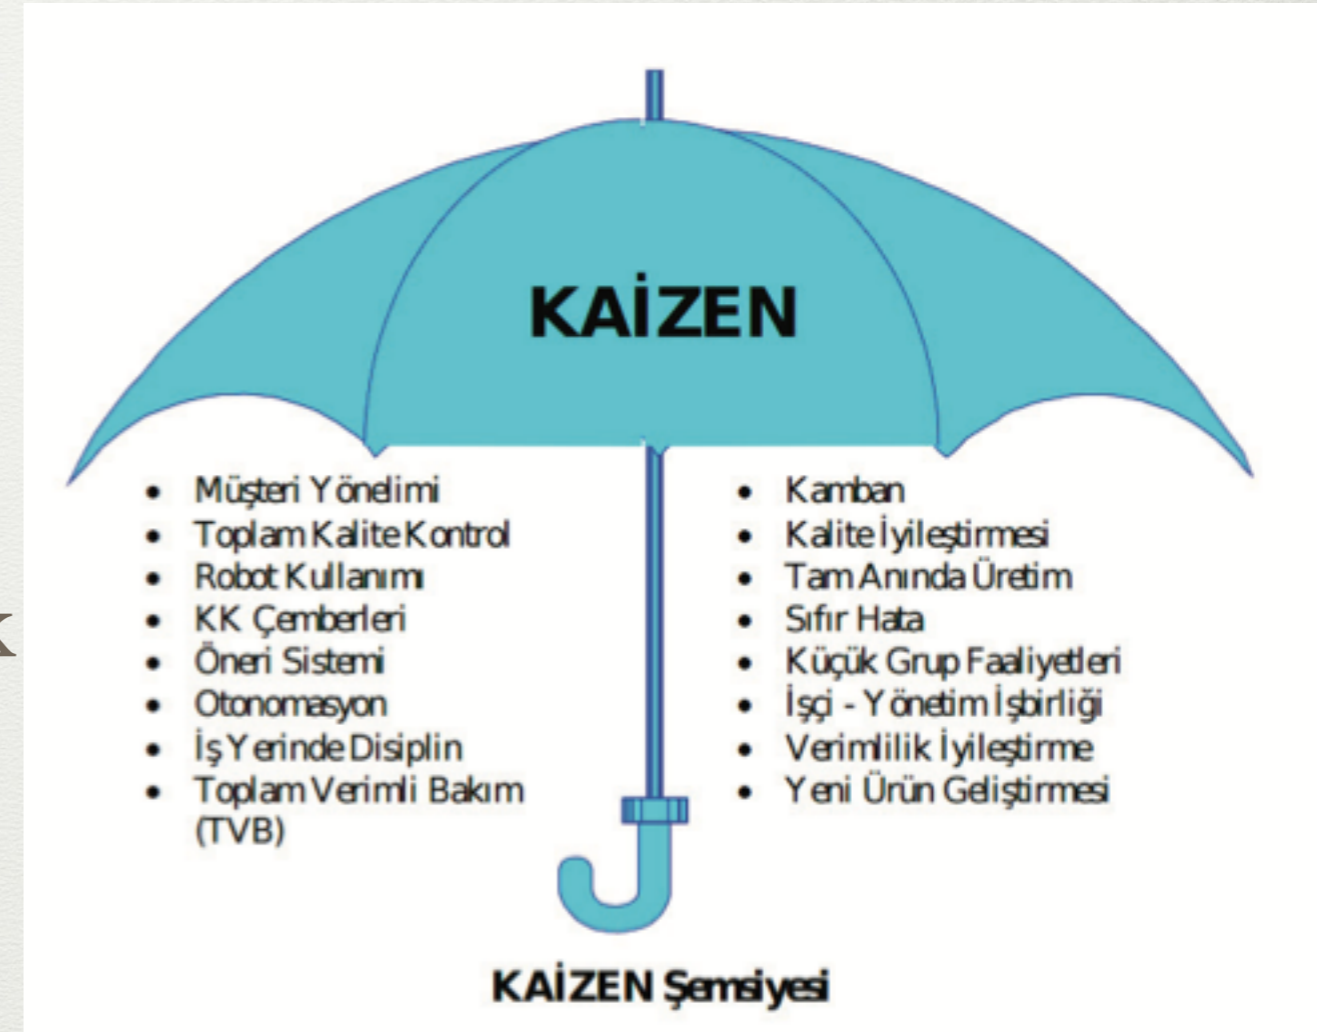 KAİZEN
• Müşteri Yönelimi
• Toplam Kalite Kontrol
• Robot Kullanımı
• KK Çemberleri
• Öneri Sistemi
• Otonomasyon
• İş Yerinde Disiplin
• Toplam Verimli Bakım
(TVB)
• Kamban
• Kalite İyileştirmesi
• Tam Anında Üretim
• Sıfır Hata
• Küçük Grup Faaliyetleri
• İşçi - Yönetim İşbirliği
• Verimlilik İyileştirme
• Yeni Ürün Geliştirmesi
KAİZEN Şemsiyesi